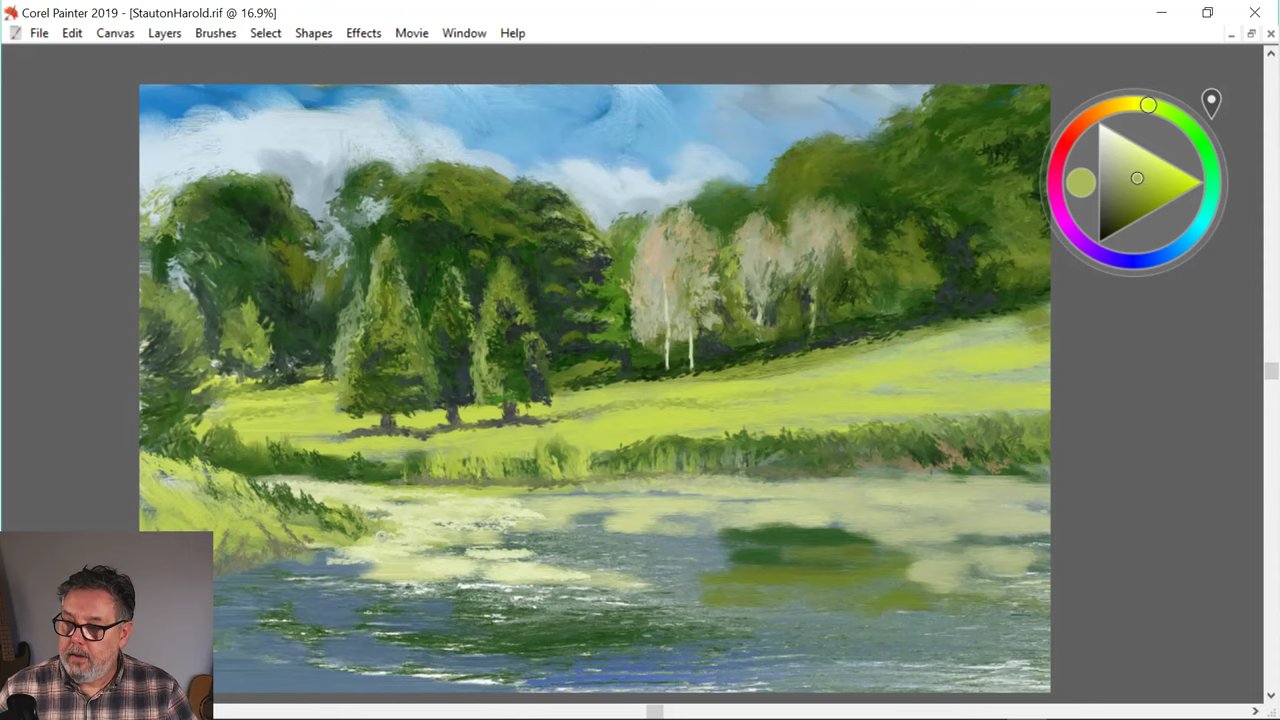 Corel Painter 2019 - [StautonHarold.rif @ 16.9%]
File Edit Canvas Layers Brushes Select Shapes Effects Movie Window Help